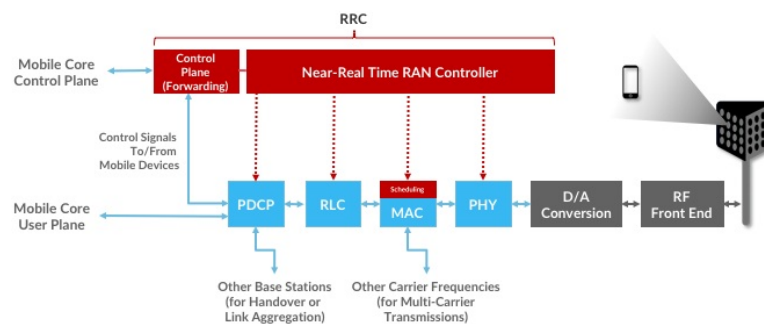 RRC
Mobile Core
Control Plane
Control
Plane
(Forwarding)
Near-Real Time RAN Controller
Control Signals
To/From
Mobile Devices
Mobile Core
User Plane
PDCP
RLC
Scheduling
MAC
PHY
D/A
Conversion
RF
Front End
Other Base Stations
(for Handover or
Link Aggregation)
Other Carrier Frequencies
(for Multi-Carrier
Transmissions)